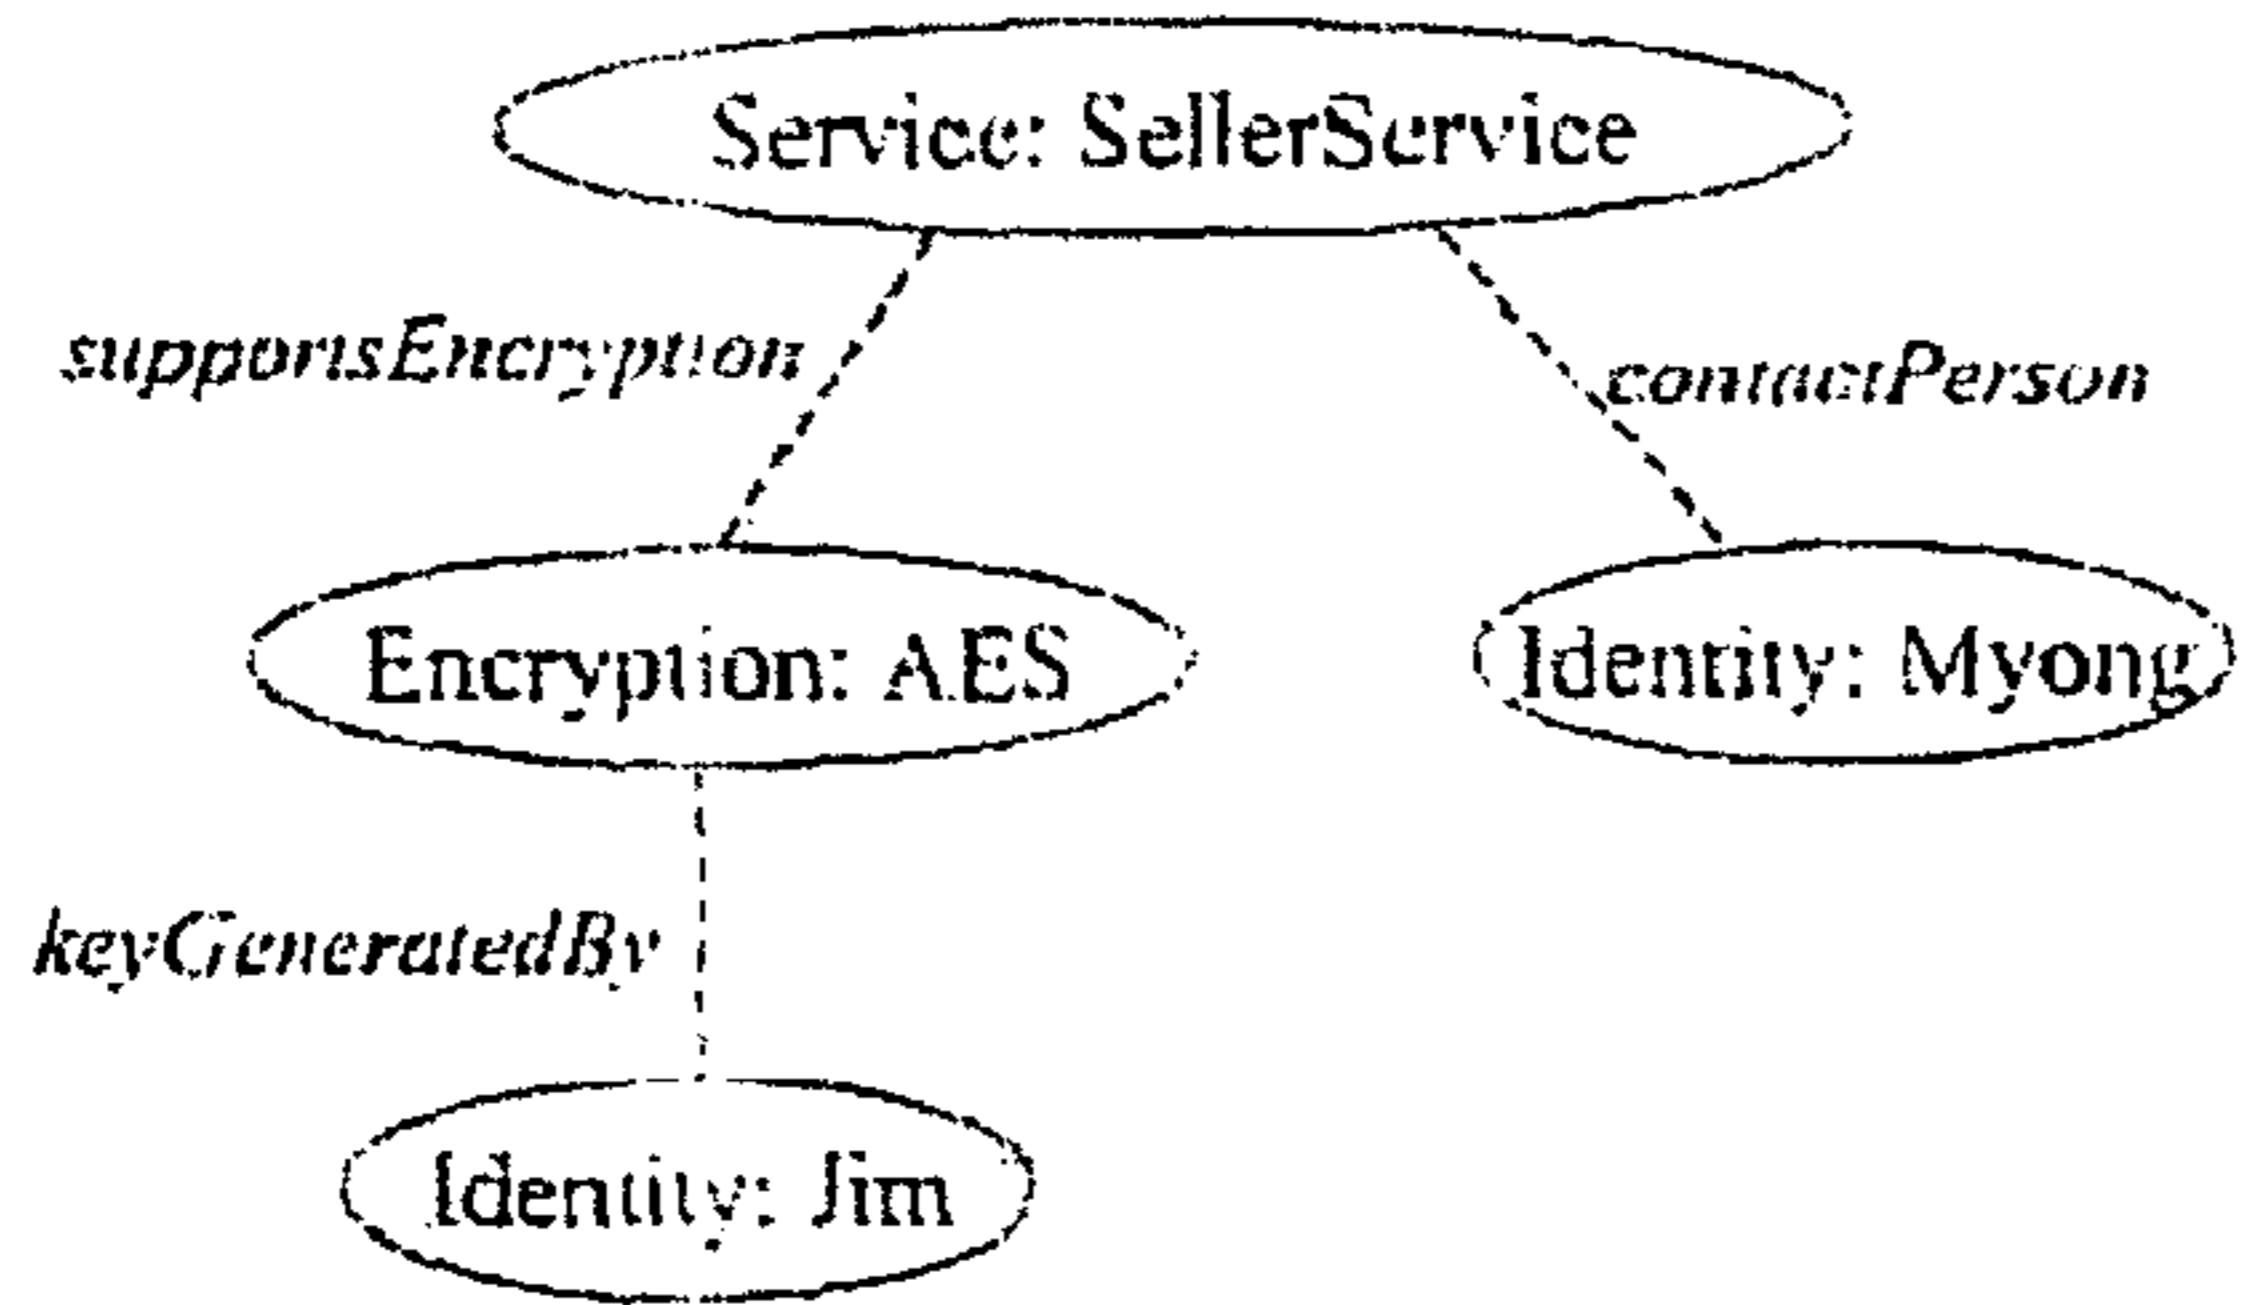 Service: SellerService
supportsEncryption
contactPerson
Encryption: AES
Identity: Myong
keyGeneratedBy
Identity: Jim